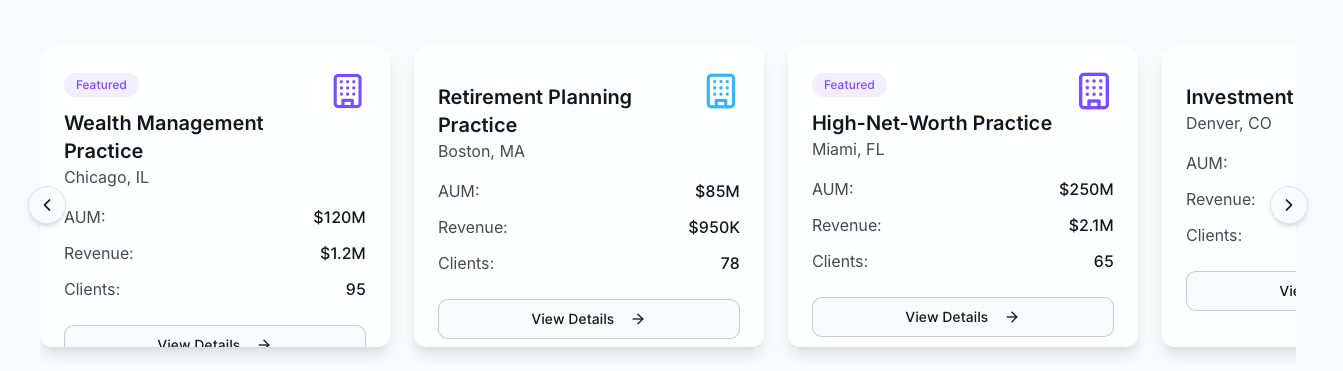 Featured
Wealth Management
Practice
Chicago, IL
AUM: $120M
Revenue: $1.2M
Clients: 95
View Details
Retirement Planning
Practice
Boston, MA
AUM: $85M
Revenue: $950K
Clients: 78
View Details
Featured
High-Net-Worth Practice
Miami, FL
AUM: $250M
Revenue: $2.1M
Clients: 65
View Details
Investment
Denver, CO
AUM:
Revenue:
Clients: